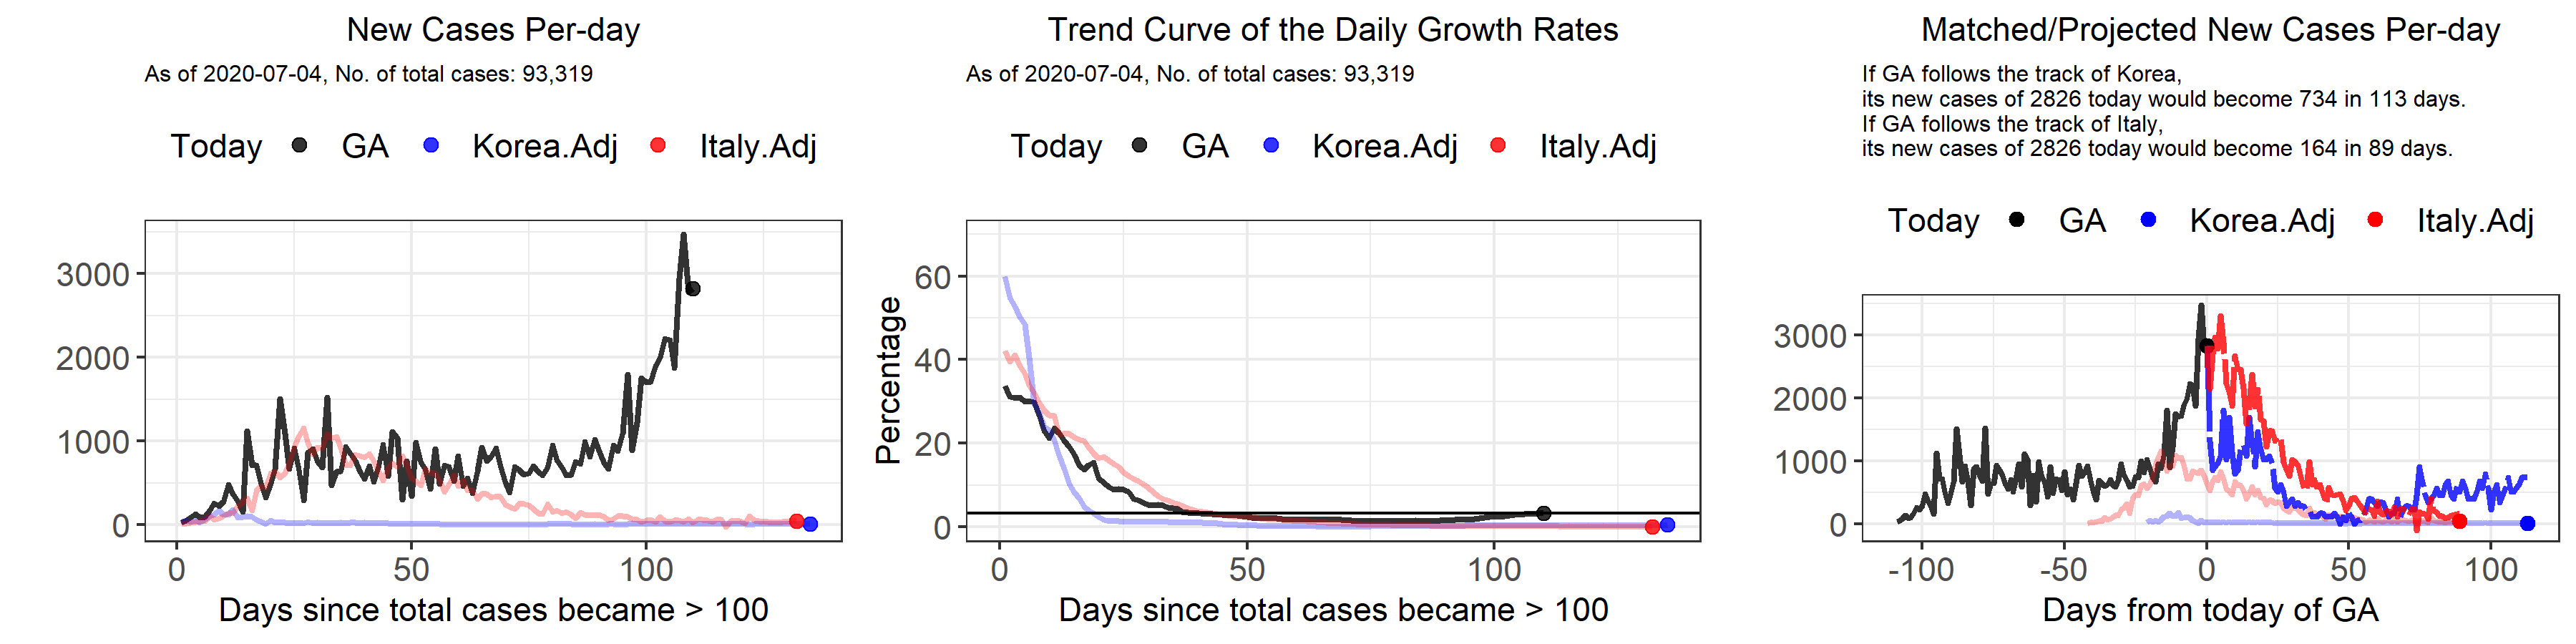 New Cases Per-day
As of 2020-07-04, No. of total cases: 93,319
Today GA Korea.Adj Italy.Adj
3000
2000
1000
0
0 50 100
Days since total cases became > 100
Trend Curve of the Daily Growth Rates
As of 2020-07-04, No. of total cases: 93,319
Today GA Korea.Adj Italy.Adj
Percentage
60
40
20
0
0 50 100
Days since total cases became > 100
Matched/Projected New Cases Per-day
If GA follows the track of Korea,
its new cases of 2826 today would become 734 in 113 days.
If GA follows the track of Italy,
its new cases of 2826 today would become 164 in 89 days.
Today GA Korea.Adj Italy.Adj
3000
2000
1000
0
-100 -50 0 50 100
Days from today of GA